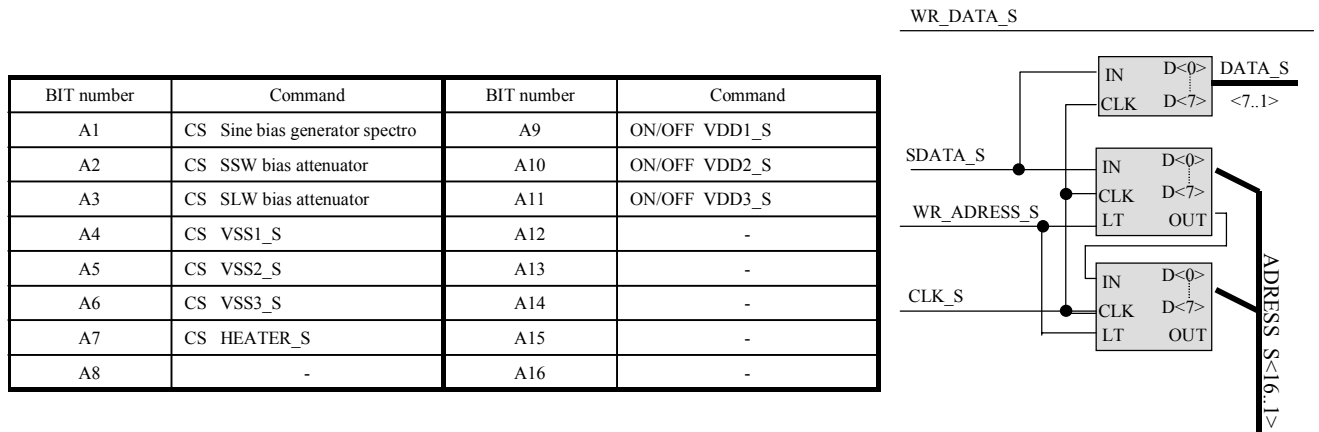 BIT number Command BIT number Command
A1 CS Sine bias generator spectro A9 ON/OFF VDD1_S
A2 CS SSW bias attenuator A10 ON/OFF VDD2_S
A3 CS SLW bias attenuator A11 ON/OFF VDD3_S
A4 CS VSS1_S A12 -
A5 CS VSS2_S A13 -
A6 CS VSS3_S A14 -
A7 CS HEATER_S A15 -
A8 - A16 -
WR_DATA_S
IN D<0> DATA_S
CLK D<7> <7..1>
SDATA_S
IN D<0>
CLK D<7>
WR_ADRESS_S
LT OUT
IN D<0>
CLK_S
CLK D<7>
LT OUT
ADRESS S<16..1>